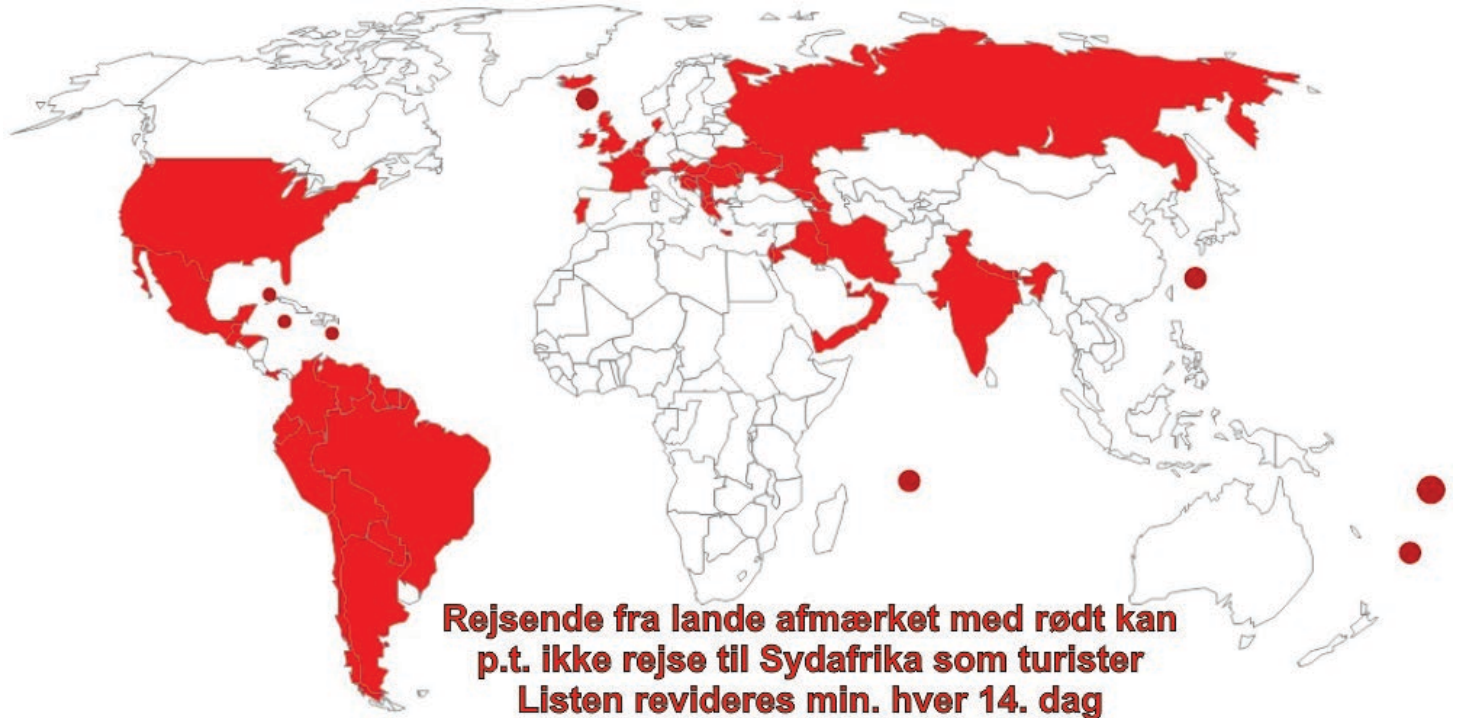 Rejsende fra lande afmærket med rødt kan
p.t. ikke rejse til Sydafrika som turister
Listen revideres min. hver 14. dag